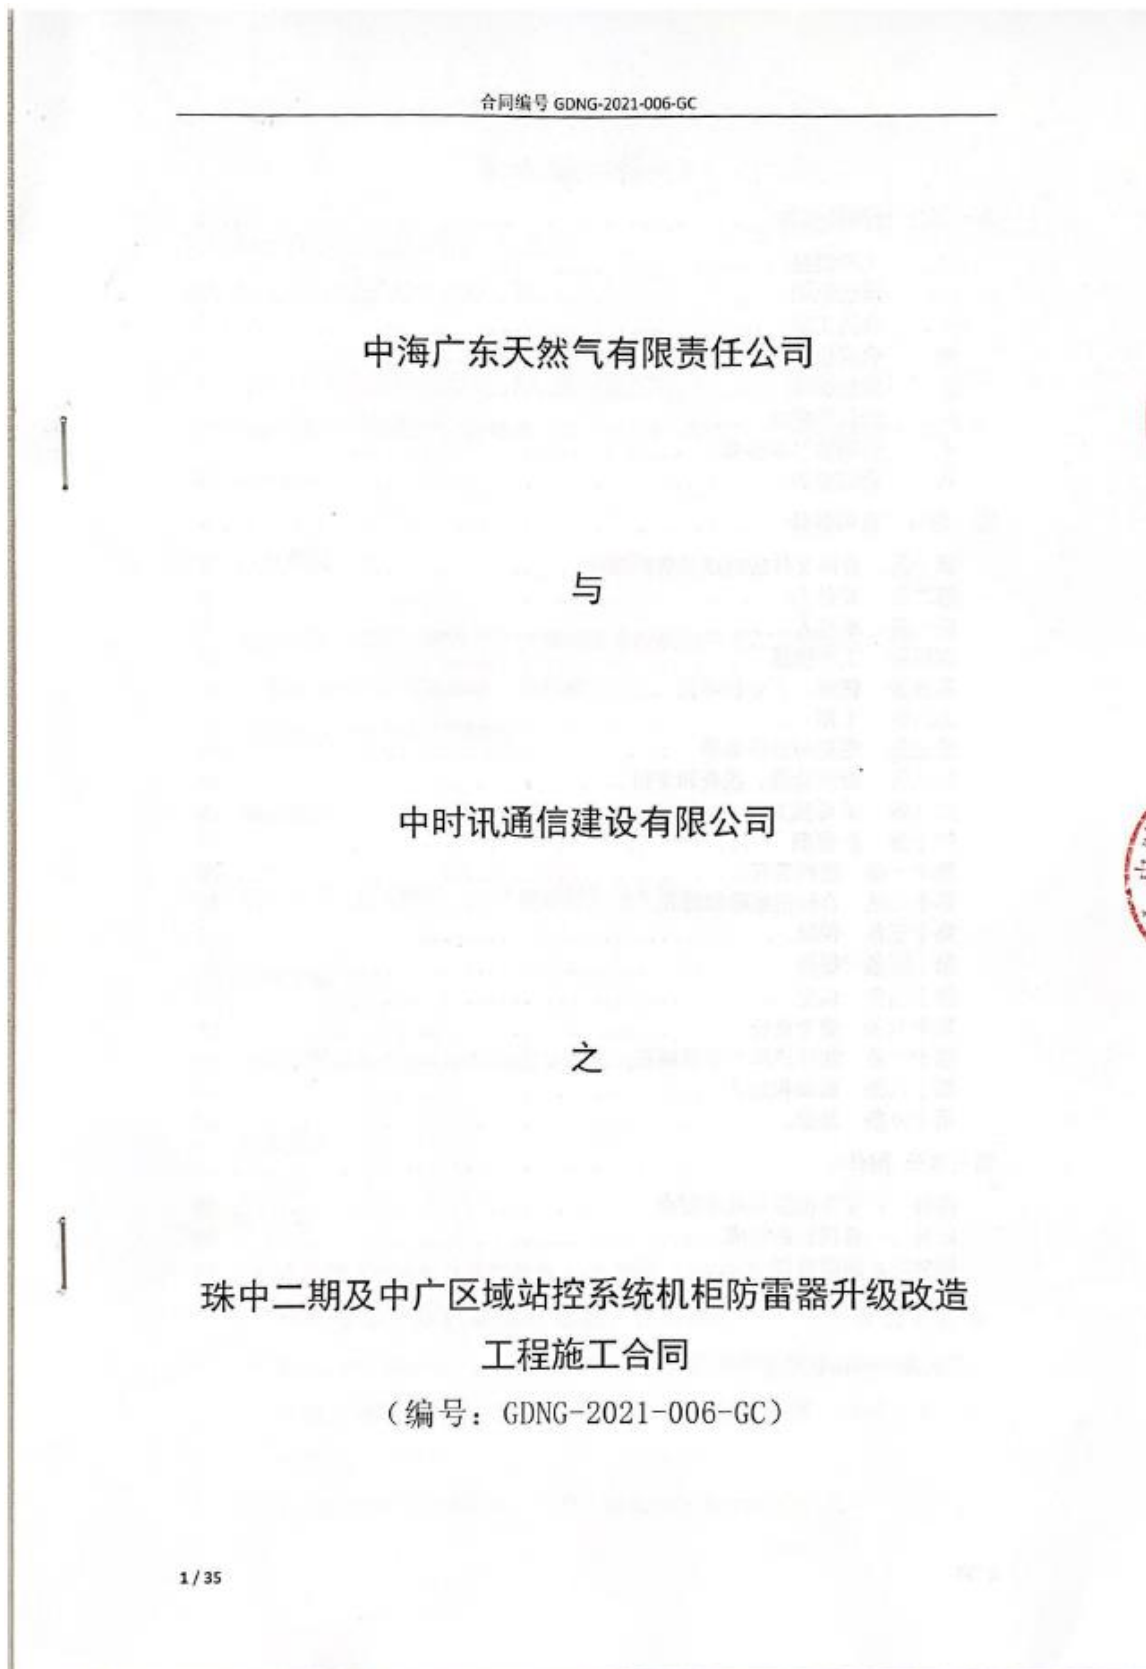 合同编号 GDNG-2021-006-GC
中海广东天然气有限责任公司
与
中时讯通信建设有限公司
之
珠中二期及中广区域站控系统机柜防雷器升级改造
工程施工合同
（编号：GDNG-2021-006-GC）
1 / 35